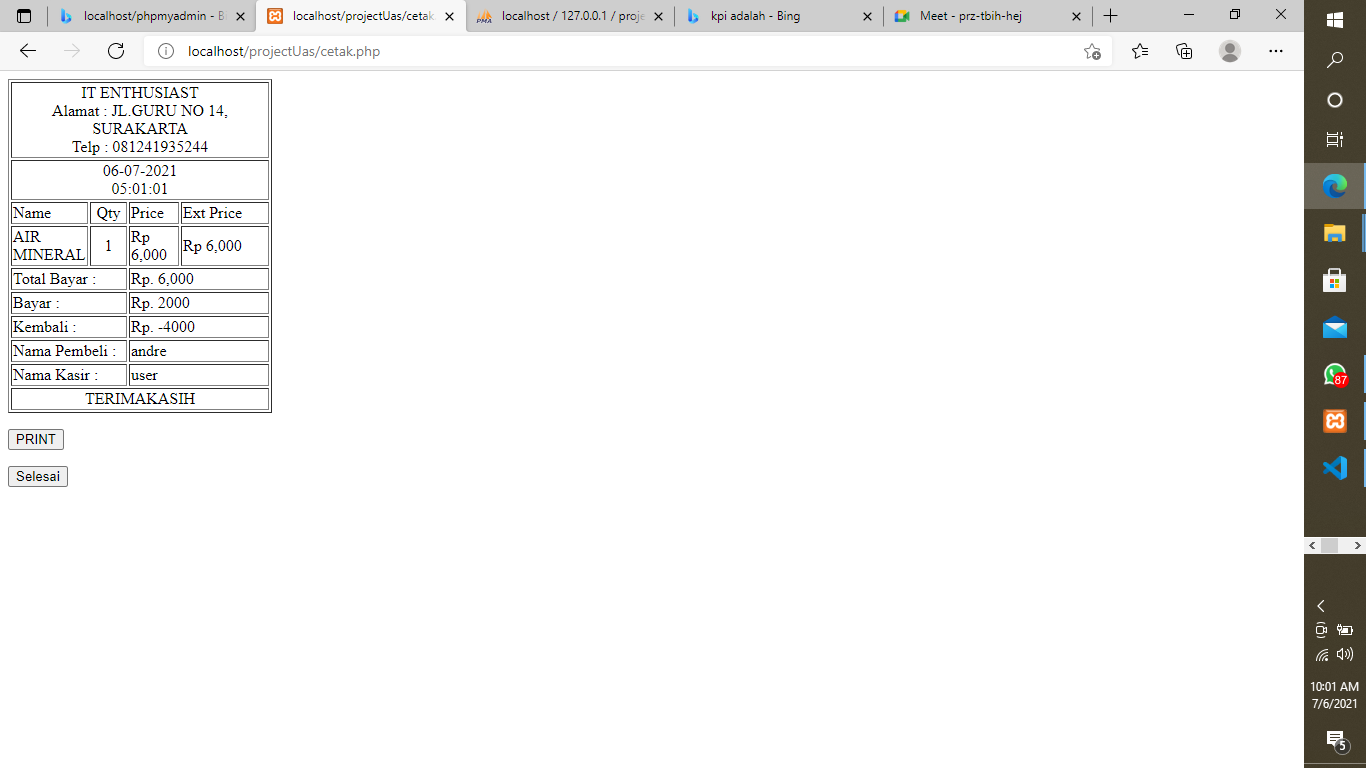 localhost/phpmyadmin - B
localhost/projectUas/cetak
localhost / 127.0.0.1 / proje
kpi adalah - Bing
Meet - prz-tbih-hej
localhost/projectUas/cetak.php
IT ENTHUSIAST
Alamat : JL.GURU NO 14,
SURAKARTA
Telp : 081241935244
06-07-2021
05:01:01
Name Qty Price Ext Price
AIR
MINERAL 1 Rp
6,000 Rp 6,000
Total Bayar : Rp. 6,000
Bayar : Rp. 2000
Kembali : Rp. -4000
Nama Pembeli : andre
Nama Kasir : user
TERIMAKASIH
PRINT
Selesai
PMA
87
10:01 AM
7/6/2021
5